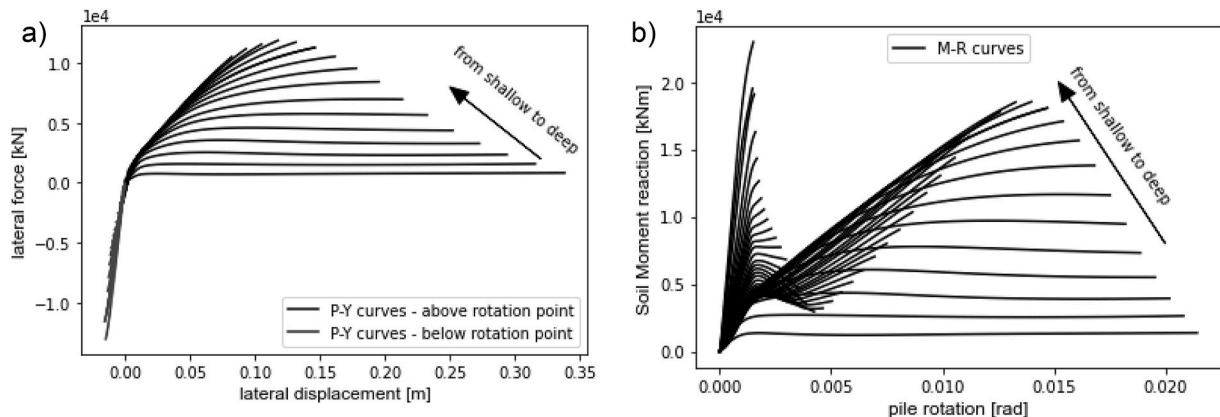 a)
1e4
1.0
0.5
0.0
−0.5
−1.0
lateral force [kN]
from shallow to deep
P-Y curves - above rotation point
P-Y curves - below rotation point
0.00 0.05 0.10 0.15 0.20 0.25 0.30 0.35
lateral displacement [m]
b)
1e4
2.0
1.5
1.0
0.5
0.0
Soil Moment reaction [kNm]
M-R curves
from shallow to deep
0.000 0.005 0.010 0.015 0.020
pile rotation [rad]